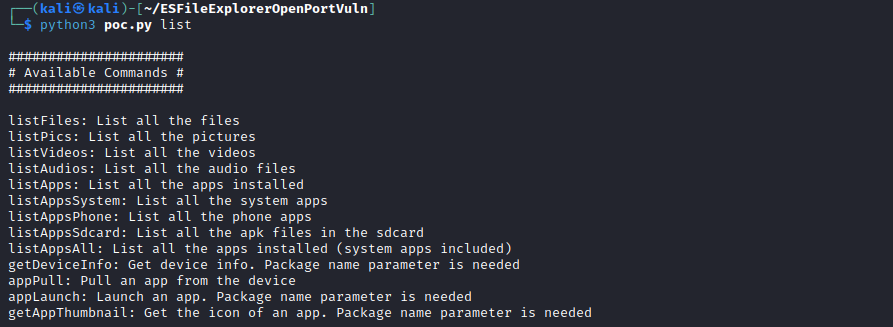 ┌──(kali㉿kali)-[~/ESFileExplorerOpenPortVuln]
└─$ python3 poc.py list
######################
# Available Commands #
######################
listFiles: List all the files
listPics: List all the pictures
listVideos: List all the videos
listAudios: List all the audio files
listApps: List all the apps installed
listAppsSystem: List all the system apps
listAppsPhone: List all the phone apps
listAppsSdcard: List all the apk files in the sdcard
listAppsAll: List all the apps installed (system apps included)
getDeviceInfo: Get device info. Package name parameter is needed
appPull: Pull an app from the device
appLaunch: Launch an app. Package name parameter is needed
getAppThumbnail: Get the icon of an app. Package name parameter is needed